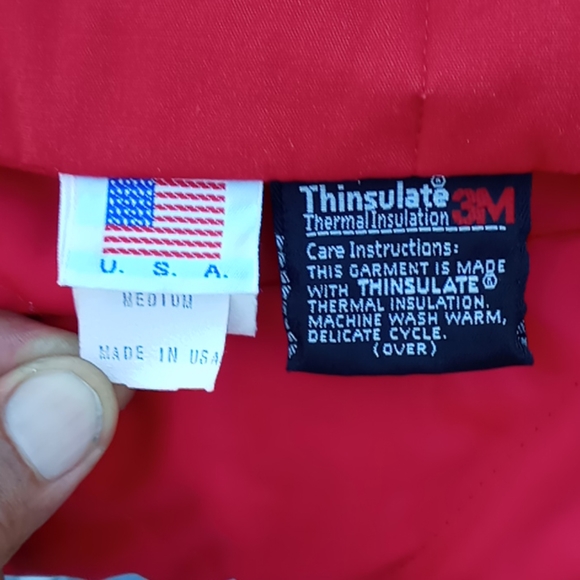 U. S. A.
MEDIUM
MADE IN USA
Thinsulate® 3M
Thermal Insulation
Care Instructions:
THIS GARMENT IS MADE
WITH THINSULATE®
THERMAL INSULATION.
MACHINE WASH WARM,
DELICATE CYCLE.
(OVER)